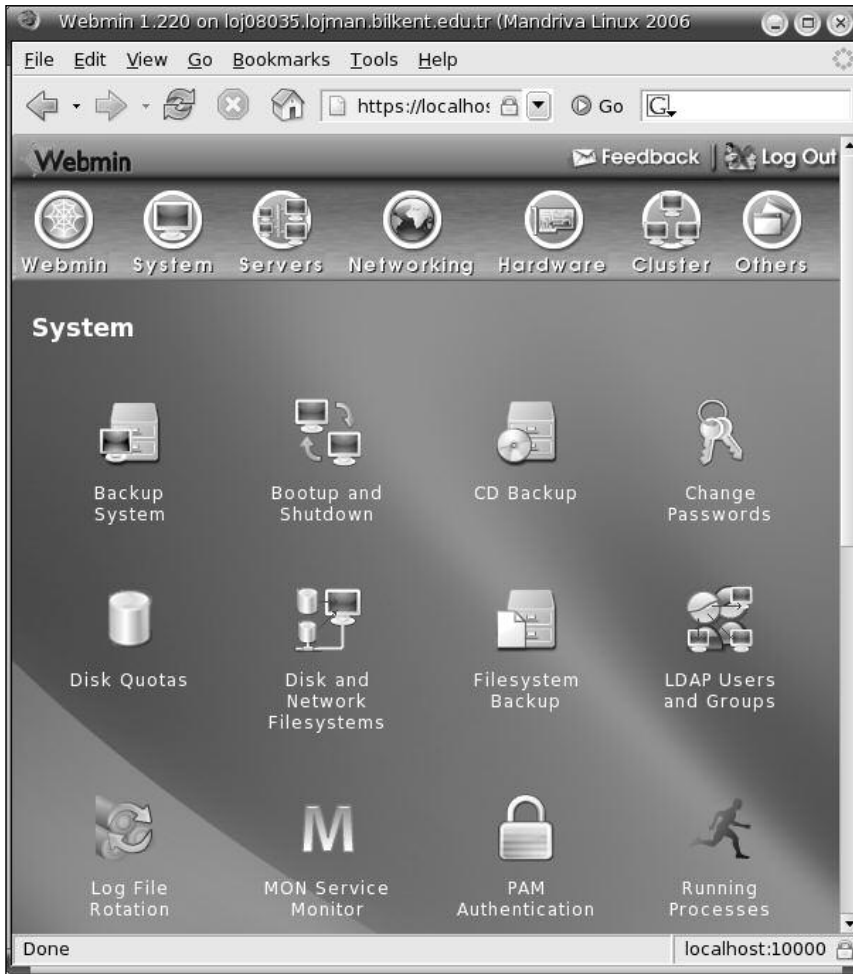 Webmin 1.220 on loj08035.lojman.bilkent.edu.tr (Mandriva Linux 2006
File Edit View Go Bookmarks Tools Help
https://localhos Go G
Webmin Feedback Log Out
Webmin System Servers Networking Hardware Cluster Others
System
Backup
System
Bootup and
Shutdown
CD Backup
Change
Passwords
Disk Quotas
Disk and
Network
Filesystems
Filesystem
Backup
LDAP Users
and Groups
Log File
Rotation
M
MON Service
Monitor
PAM
Authentication
Running
Processes
Done localhost:10000